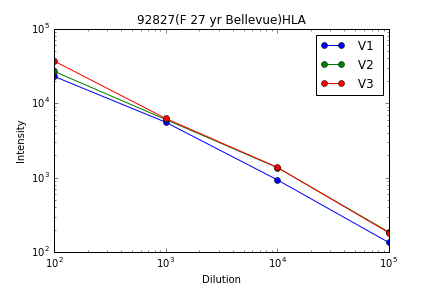 92827(F 27 yr Bellevue)HLA
10^5
10^4
10^3
10^2
Intensity
V1
V2
V3
10^2 10^3 10^4 10^5
Dilution